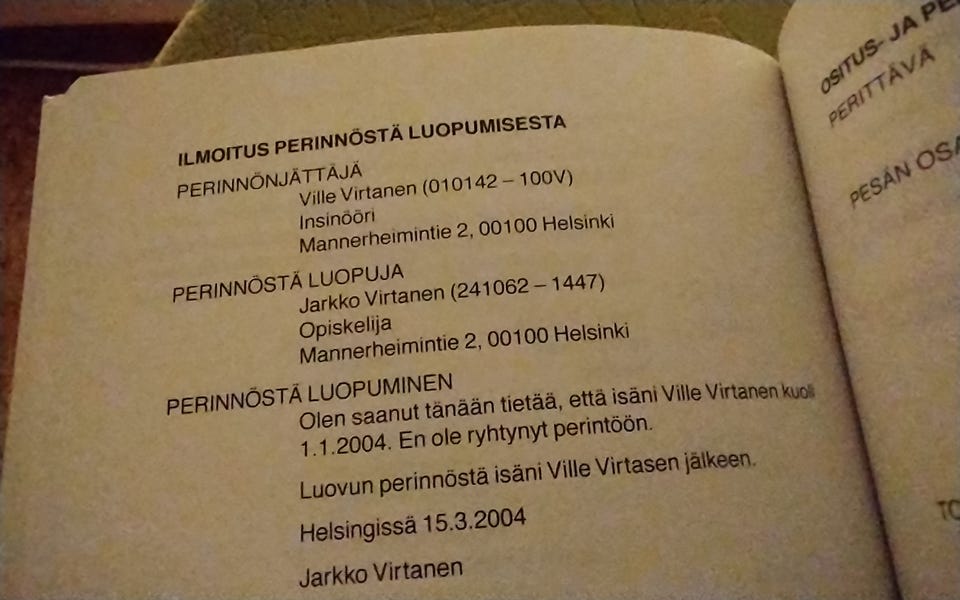 ILMOITUS PERINNÖSTÄ LUOPUMISESTA
PERINNÖNJÄTTÄJÄ
Ville Virtanen (010142 – 100V)
Insinööri
Mannerheimintie 2, 00100 Helsinki
PERINNÖSTÄ LUOPUJA
Jarkko Virtanen (241062 – 1447)
Opiskelija
Mannerheimintie 2, 00100 Helsinki
PERINNÖSTÄ LUOPUMINEN
Olen saanut tänään tietää, että isäni Ville Virtanen kuoli
1.1.2004. En ole ryhtynyt perintöön.
Luovun perinnöstä isäni Ville Virtasen jälkeen.
Helsingissä 15.3.2004
Jarkko Virtanen
OSITUS- JA
PERITTÄVÄ
PESÄN